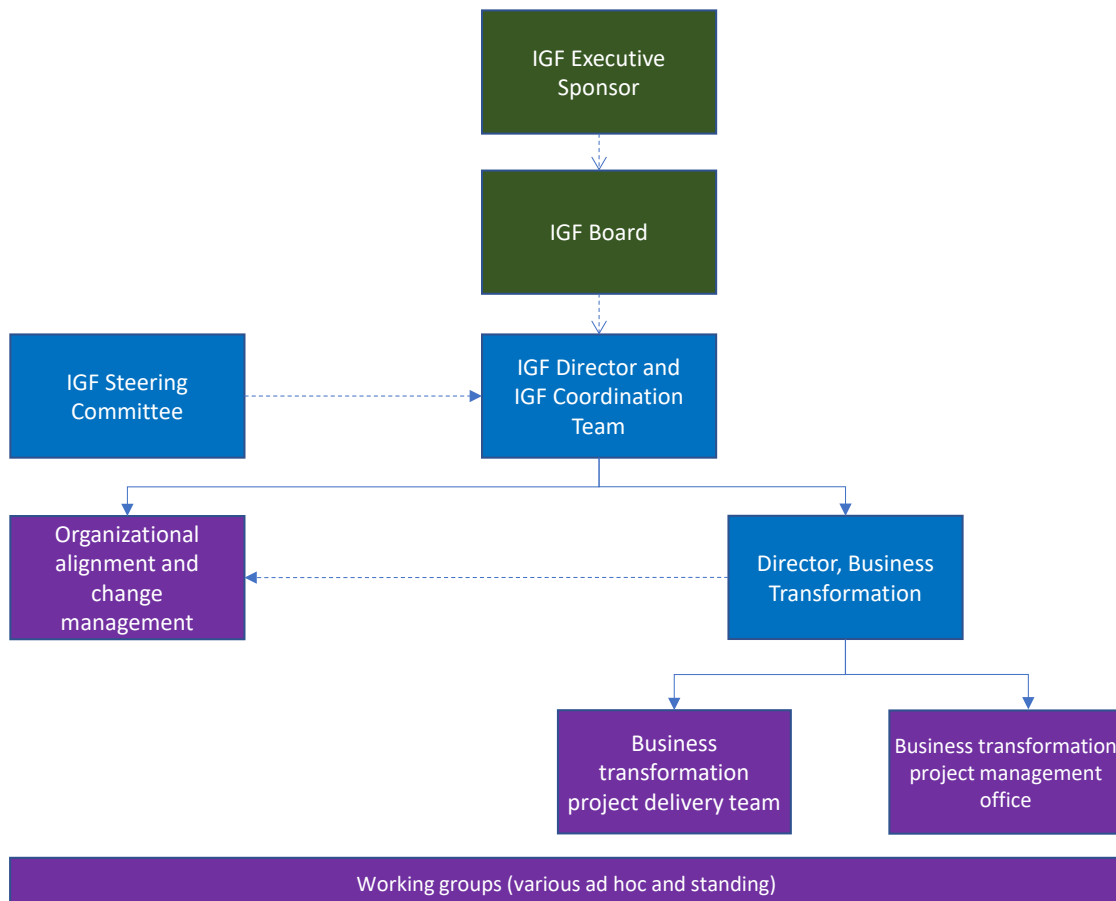 IGF Executive
Sponsor
IGF Board
IGF Steering
Committee
IGF Director and
IGF Coordination
Team
Organizational
alignment and
change
management
Director, Business
Transformation
Business
transformation
project delivery team
Business transformation
project management
office
Working groups (various ad hoc and standing)